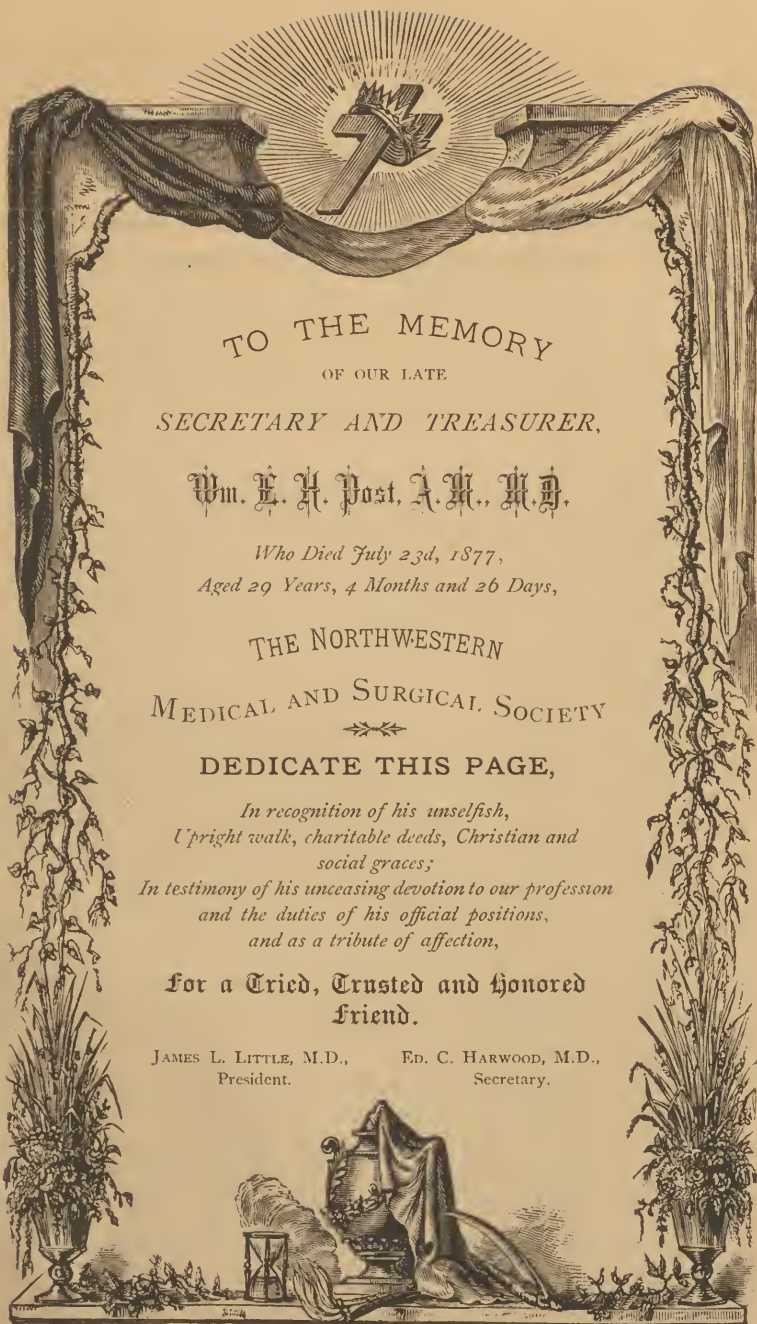 TO THE MEMORY
OF OUR LATE
SECRETARY AND TREASURER,
Wm. E. H. Post, A.M., M.D.
Who Died July 23d, 1877,
Aged 29 Years, 4 Months and 26 Days,
THE NORTHWESTERN
MEDICAL AND SURGICAL SOCIETY
DEDICATE THIS PAGE,
In recognition of his unselfish,
Upright walk, charitable deeds, Christian and
social graces;
In testimony of his unceasing devotion to our profession
and the duties of his official positions,
and as a tribute of affection,
For a Tried, Trusted and Honored
Friend.
JAMES L. LITTLE, M.D., ED. C. HARWOOD, M.D.,
President. Secretary.